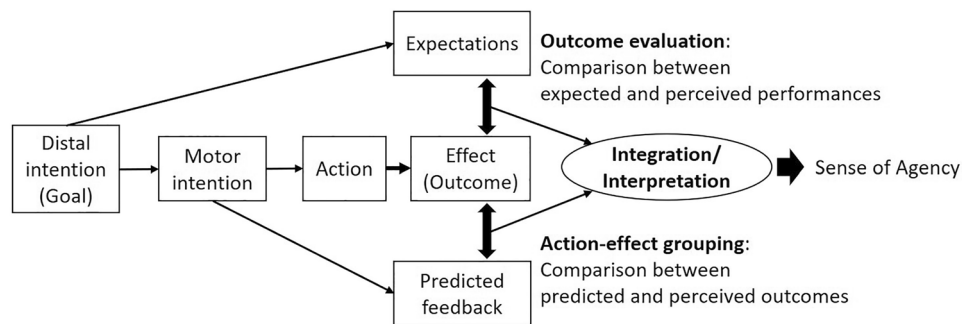 Expectations
Outcome evaluation:
Comparison between
expected and perceived performances
Distal
intention
(Goal)
Motor
intention
Action
Effect
(Outcome)
Integration/
Interpretation
Sense of Agency
Predicted
feedback
Action-effect grouping:
Comparison between
predicted and perceived outcomes